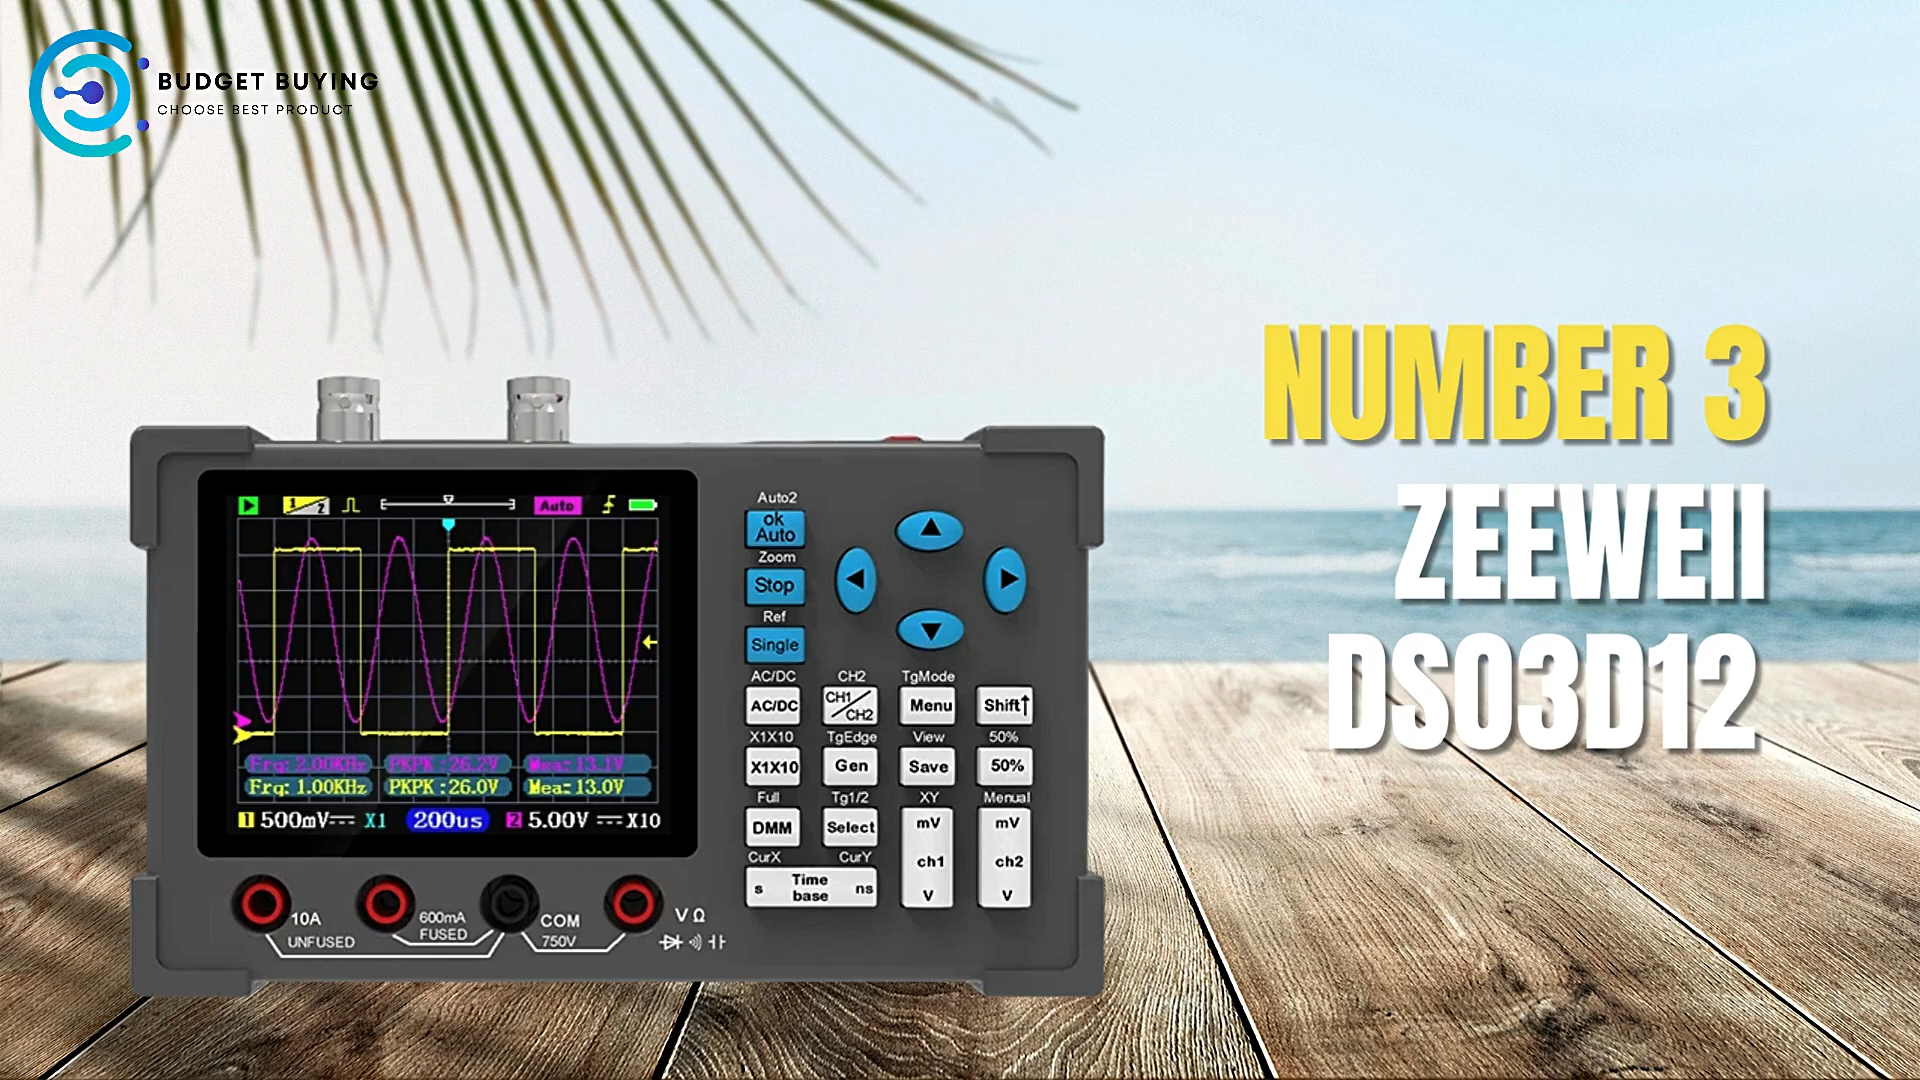 BUDGET BUYING
CHOOSE BEST PRODUCT
NUMBER 3
ZEEWEII
DSO3D12
1 2 Auto
Frq: 2.00KHz PKPK :26.2V Mea: 13.1V
Frq: 1.00KHz PKPK :26.0V Mea: 13.0V
1 500mV X1 200us 2 5.00V X10
10A
UNFUSED
600mA
FUSED
COM
750V
V Ω
Auto2
ok
Auto
Zoom
Stop
Ref
Single
AC/DC CH2 TgMode
AC/DC CH1/CH2 Menu Shift↑
X1X10 TgEdge View 50%
X1X10 Gen Save 50%
Full Tg1/2 XY Menual
DMM Select mV mV
CurX CurY ch1 ch2
s Time base ns V V